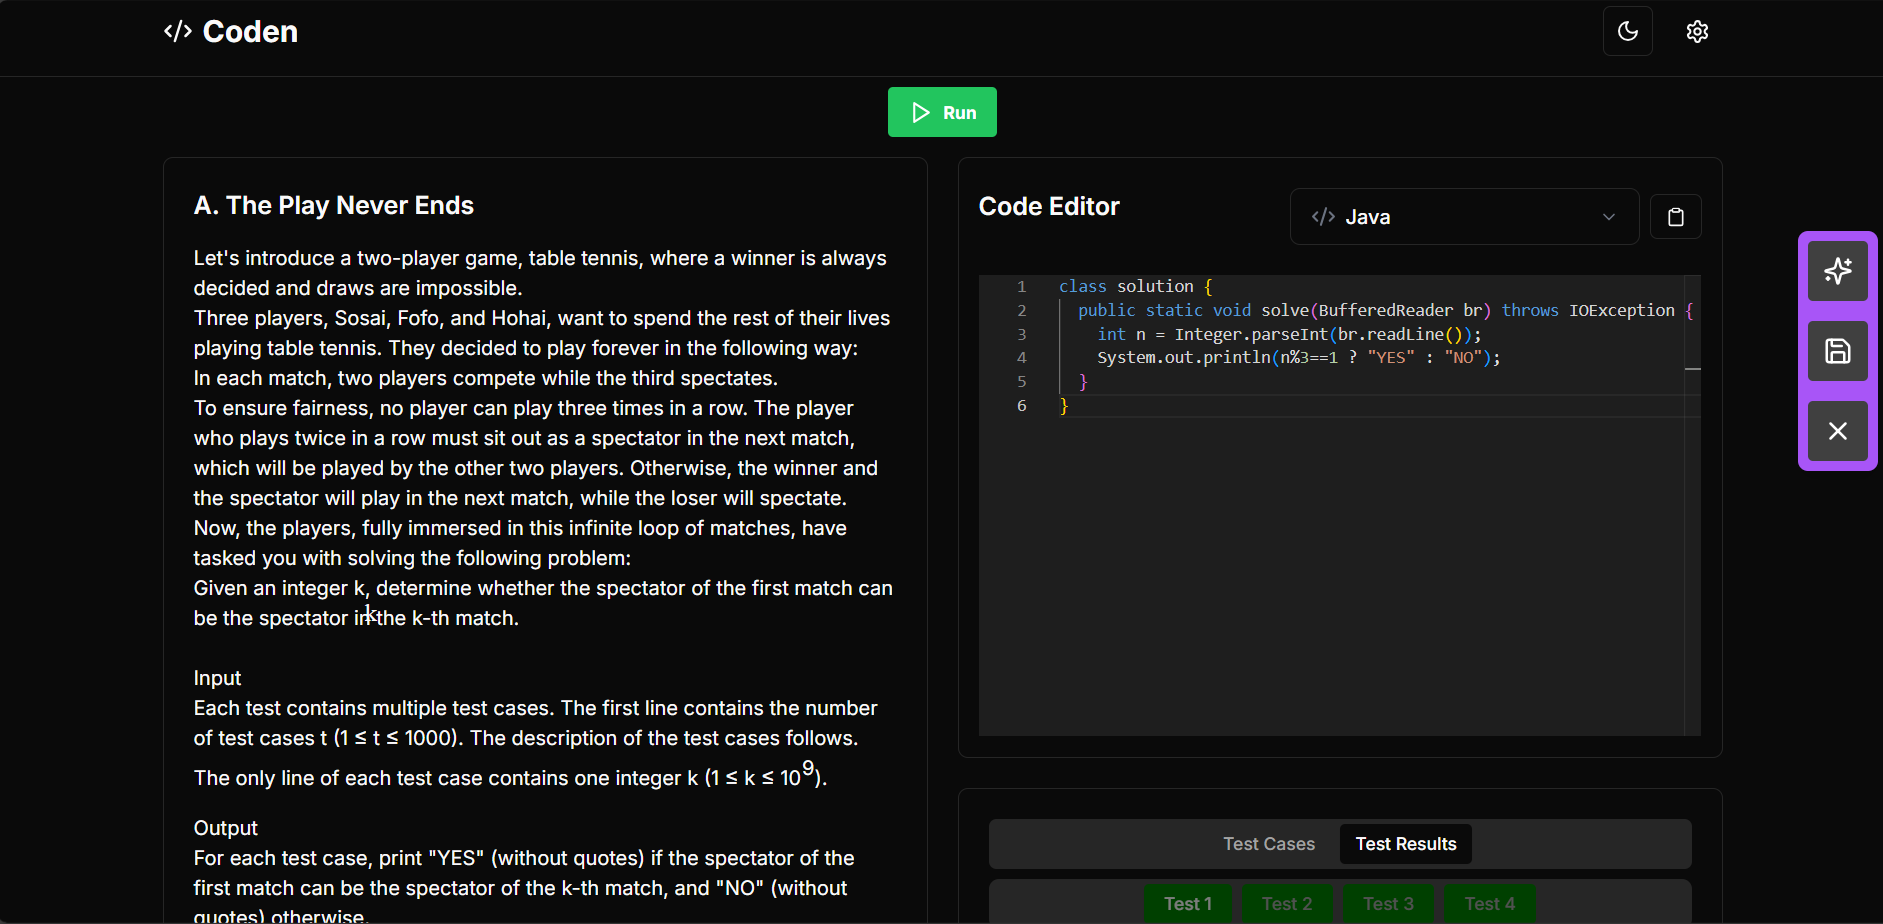 </> Coden
Run
A. The Play Never Ends
Let's introduce a two-player game, table tennis, where a winner is always
decided and draws are impossible.
Three players, Sosai, Fofo, and Hohai, want to spend the rest of their lives
playing table tennis. They decided to play forever in the following way:
In each match, two players compete while the third spectates.
To ensure fairness, no player can play three times in a row. The player
who plays twice in a row must sit out as a spectator in the next match,
which will be played by the other two players. Otherwise, the winner and
the spectator will play in the next match, while the loser will spectate.
Now, the players, fully immersed in this infinite loop of matches, have
tasked you with solving the following problem:
Given an integer k, determine whether the spectator of the first match can
be the spectator in the k-th match.
k
Input
Each test contains multiple test cases. The first line contains the number
of test cases t (1 ≤ t ≤ 1000). The description of the test cases follows.
The only line of each test case contains one integer k (1 ≤ k ≤ 10⁹).
Output
For each test case, print "YES" (without quotes) if the spectator of the
first match can be the spectator of the k-th match, and "NO" (without
quotes) otherwise.
Code Editor
</> Java
1 class solution {
2 public static void solve(BufferedReader br) throws IOException {
3 int n = Integer.parseInt(br.readLine());
4 System.out.println(n%3==1 ? "YES" : "NO");
5 }
6 }
Test Cases Test Results
Test 1 Test 2 Test 3 Test 4